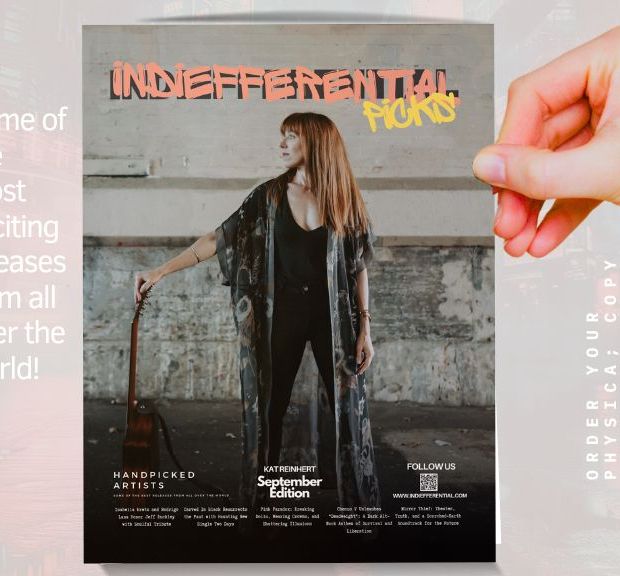 iNDiEFFERENTiAL
PiCKS
me of
e
ost
citing
eases
m all
er the
rld!
ORDER YOUR
PHYSICA; COPY
HANDPICKED
ARTISTS
SOME OF THE BEST RELEASES FROM ALL OVER THE WORLD
KAT REINHERT
September
Edition
FOLLOW US
WWW.INDIEFFERENTIAL.COM
Isabella Kreis and Rodrigo
Lana Honor Jeff Buckley
with Soulful Tribute
Carved In Black Resurrects
the Past with Haunting New
Single Two Days
Pink Paradox: Breaking
Molds, Wearing Crowns, and
Shattering Illusions
Chance V Unleashes
"Deadweight": A Dark Alt-
Rock Anthem of Survival and
Liberation
Mirror Thief: Theater,
Truth, and a Scorched-Earth
Soundtrack for the Future